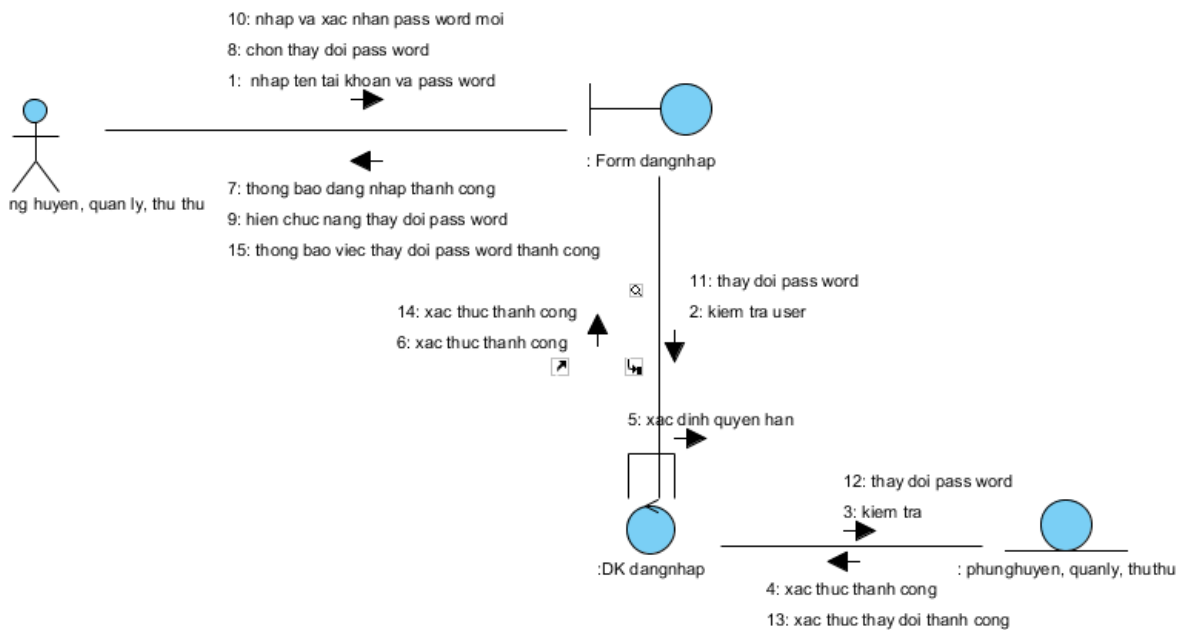 10: nhap va xac nhan pass word moi
8: chon thay doi pass word
1: nhap ten tai khoan va pass word
: Form dangnhap
ng huyen, quan ly, thu thu
7: thong bao dang nhap thanh cong
9: hien chuc nang thay doi pass word
15: thong bao viec thay doi pass word thanh cong
11: thay doi pass word
2: kiem tra user
14: xac thuc thanh cong
6: xac thuc thanh cong
5: xac dinh quyen han
12: thay doi pass word
3: kiem tra
:DK dangnhap
: phunghuyen, quanly, thuthu
4: xac thuc thanh cong
13: xac thuc thay doi thanh cong